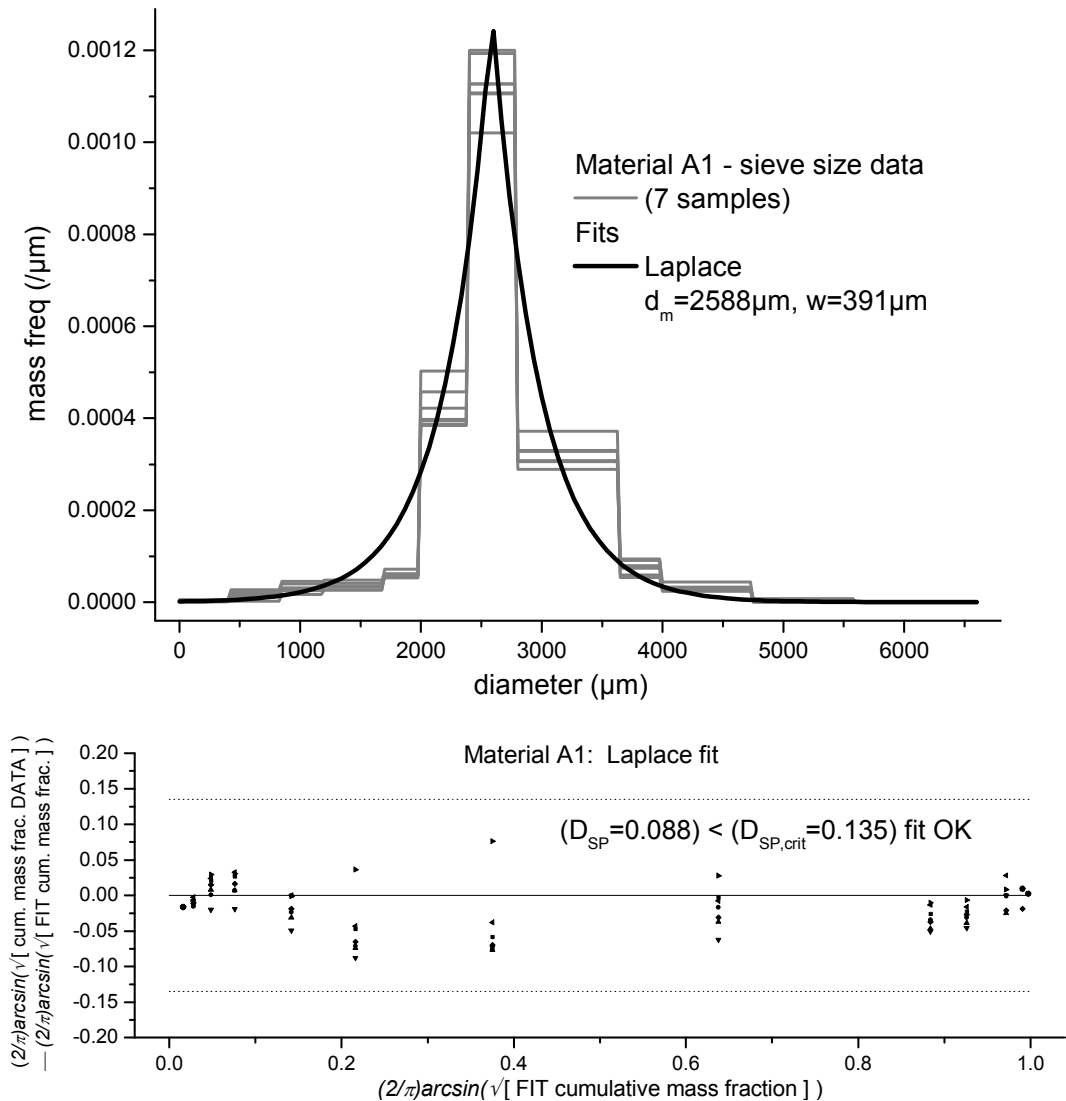 0.0012
0.0010
0.0008
0.0006
0.0004
0.0002
0.0000
mass freq (/µm)
Material A1 - sieve size data
(7 samples)
Fits
Laplace
dm=2588µm, w=391µm
0 1000 2000 3000 4000 5000 6000
diameter (µm)
(2/π)arcsin(√[ cum. mass frac. DATA ] )
— (2/π)arcsin(√[ FIT cum. mass frac. ] )
0.20
0.15
0.10
0.05
0.00
-0.05
-0.10
-0.15
-0.20
Material A1: Laplace fit
(DSP=0.088) < (DSP,crit=0.135) fit OK
0.0 0.2 0.4 0.6 0.8 1.0
(2/π)arcsin(√[ FIT cumulative mass fraction ] )